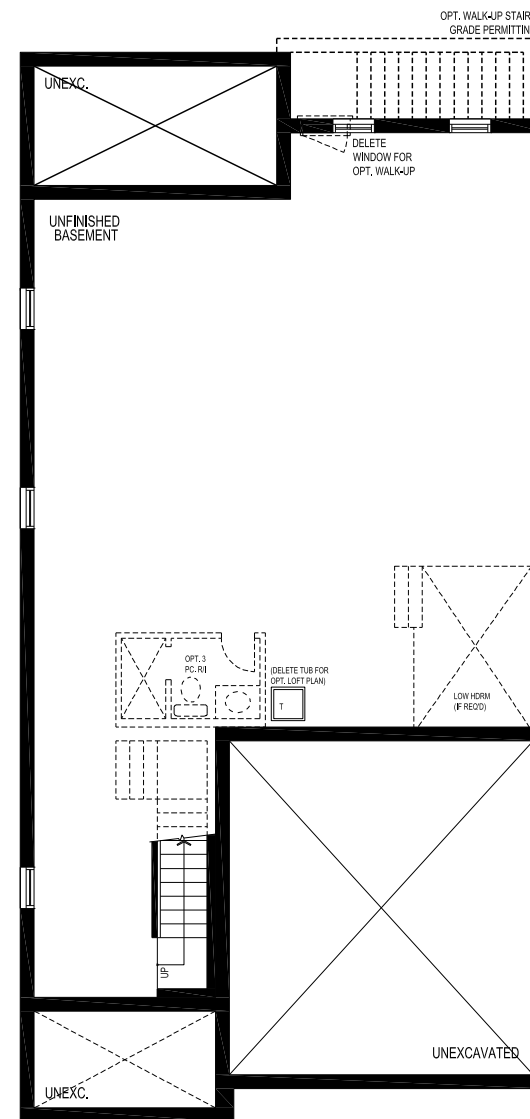 OPT. WALK-UP STAIR
GRADE PERMITTIN
UNEXC.
DELETE
WINDOW FOR
OPT. WALK-UP
UNFINISHED
BASEMENT
OPT. 3
PC. R/I
(DELETE TUB FOR
OPT. LOFT PLAN)
T
LOW HDRM
(IF REQ'D)
UP
UNEXCAVATED
UNEXC.